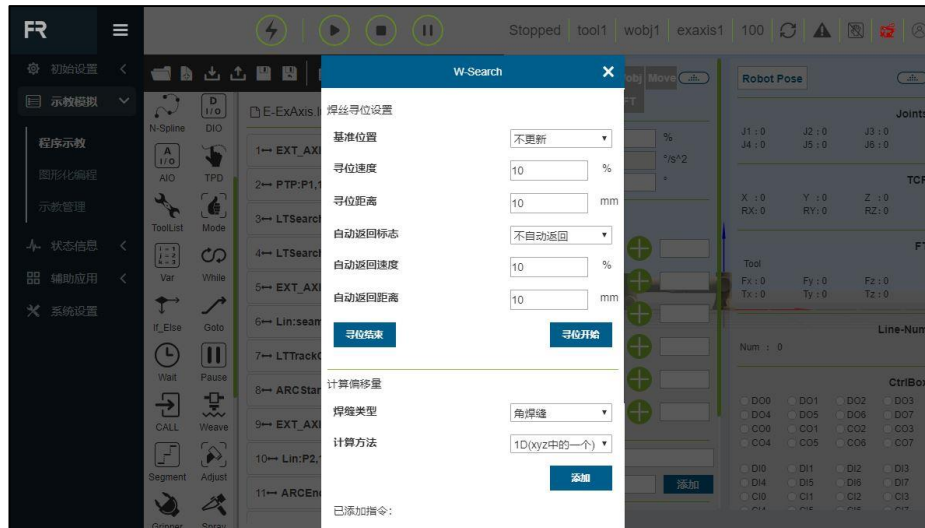 FR
Stopped tool1 wobj1 exaxis1 100
初始设置
示教模拟
程序示教
图形化编程
示教管理
状态信息
辅助应用
系统设置
N-Spline
DIO
AIO
TPD
ToolList
Mode
Var
While
If_Else
Goto
Wait
Pause
CALL
Weave
Segment
Adjust
Gripper
Spray
E-ExAxis
1 EXT_AXI
2 PTP:P1,1
3 LTSearc
4 LTSearc
5 EXT_AXI
6 Lin:seam
7 LTTrackO
8 ARCStar
9 EXT_AXI
10 Lin:P2,
11 ARCEnd
W-Search
焊丝寻位设置
基准位置 不更新
寻位速度 10 %
寻位距离 10 mm
自动返回标志 不自动返回
自动返回速度 10 %
自动返回距离 10 mm
寻位结束 寻位开始
计算偏移量
焊缝类型 角焊缝
计算方法 1D(xyz中的一个)
添加
已添加指令：
obj Move
FT
%
°/s^2
°
添加
Robot Pose
Joints
J1 : 0 J2 : 0 J3 : 0
J4 : 0 J5 : 0 J6 : 0
TCP
X : 0 Y : 0 Z : 0
RX: 0 RY: 0 RZ: 0
FT
Tool
Fx : 0 Fy : 0 Fz : 0
Tx : 0 Ty : 0 Tz : 0
Line-Num
Num : 0
CtrlBox
DO0 DO1 DO2 DO3
DO4 DO5 DO6 DO7
CO0 CO1 CO2 CO3
CO4 CO5 CO6 CO7
DI0 DI1 DI2 DI3
DI4 DI5 DI6 DI7
CI0 CI1 CI2 CI3